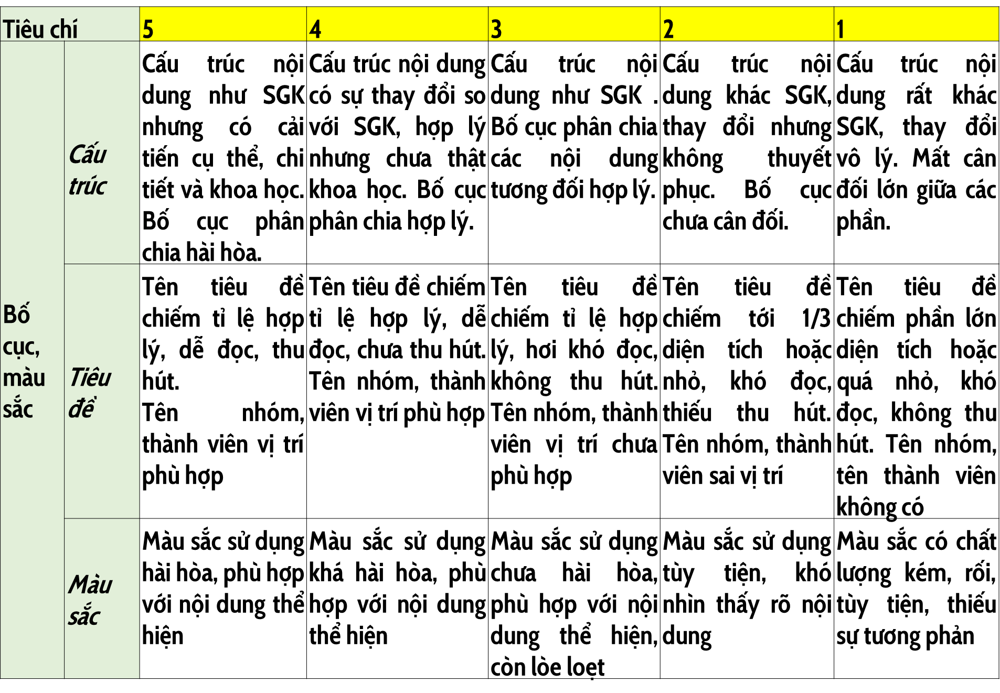 Tiêu chí
5
4
3
2
1
Bố
cục,
màu
sắc
Cấu
trúc
Cấu trúc nội
dung như SGK
nhưng có cải
tiến cụ thể, chi
tiết và khoa học.
Bố cục phân
chia hài hòa.
Cấu trúc nội dung
có sự thay đổi so
với SGK, hợp lý
nhưng chưa thật
khoa học. Bố cục
phân chia hợp lý.
Cấu trúc nội
dung như SGK .
Bố cục phân chia
các nội dung
tương đối hợp lý.
Cấu trúc nội
dung khác SGK,
thay đổi nhưng
không thuyết
phục. Bố cục
chưa cân đối.
Cấu trúc nội
dung rất khác
SGK, thay đổi
vô lý. Mất cân
đối lớn giữa các
phần.
Tiêu
đề
Tên tiêu đề
chiếm tỉ lệ hợp
lý, dễ đọc, thu
hút.
Tên nhóm,
thành viên vị trí
phù hợp
Tên tiêu đề chiếm
tỉ lệ hợp lý, dễ
đọc, chưa thu hút.
Tên nhóm, thành
viên vị trí phù hợp
Tên tiêu đề
chiếm tỉ lệ hợp
lý, hơi khó đọc,
không thu hút.
Tên nhóm, thành
viên vị trí chưa
phù hợp
Tên tiêu đề
chiếm tới 1/3
diện tích hoặc
nhỏ, khó đọc,
thiếu thu hút.
Tên nhóm, thành
viên sai vị trí
Tên tiêu đề
chiếm phần lớn
diện tích hoặc
quá nhỏ, khó
đọc, không thu
hút. Tên nhóm,
tên thành viên
không có
Màu
sắc
Màu sắc sử dụng
hài hòa, phù hợp
với nội dung thể
hiện
Màu sắc sử dụng
khá hài hòa, phù
hợp với nội dung
thể hiện
Màu sắc sử dụng
chưa hài hòa,
phù hợp với nội
dung thể hiện,
còn lòe loẹt
Màu sắc sử dụng
tùy tiện, khó
nhìn thấy rõ nội
dung
Màu sắc có chất
lượng kém, rối,
tùy tiện, thiếu
sự tương phản